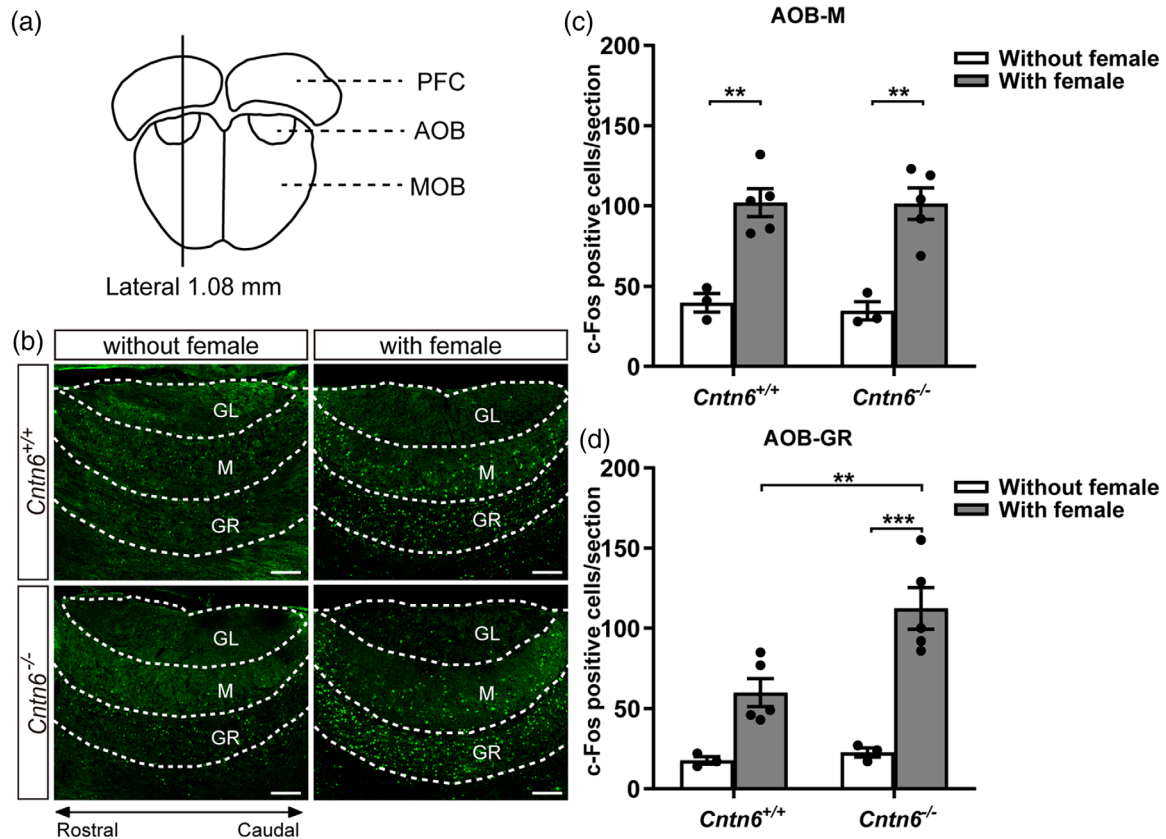 (a)
PFC
AOB
MOB
Lateral 1.08 mm
(b)
without female
with female
Cntn6+/+
GL
M
GR
GL
M
GR
Cntn6-/-
GL
M
GR
GL
M
GR
Rostral
Caudal
(c)
AOB-M
c-Fos positive cells/section
200
150
100
50
0
**
**
Without female
With female
Cntn6+/+
Cntn6-/-
(d)
AOB-GR
c-Fos positive cells/section
200
150
100
50
0
**
***
Without female
With female
Cntn6+/+
Cntn6-/-